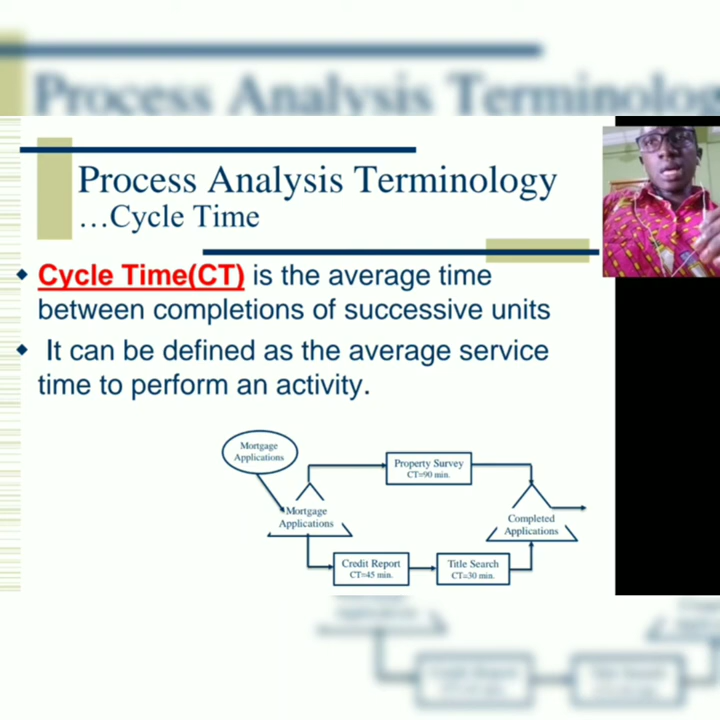 Process Analysis Terminolog
Process Analysis Terminology
...Cycle Time
Cycle Time(CT) is the average time
between completions of successive units
It can be defined as the average service
time to perform an activity.
Mortgage
Applications
Property Survey
CT=90 min.
Mortgage
Applications
Completed
Applications
Credit Report
CT=45 min.
Title Search
CT=30 min.